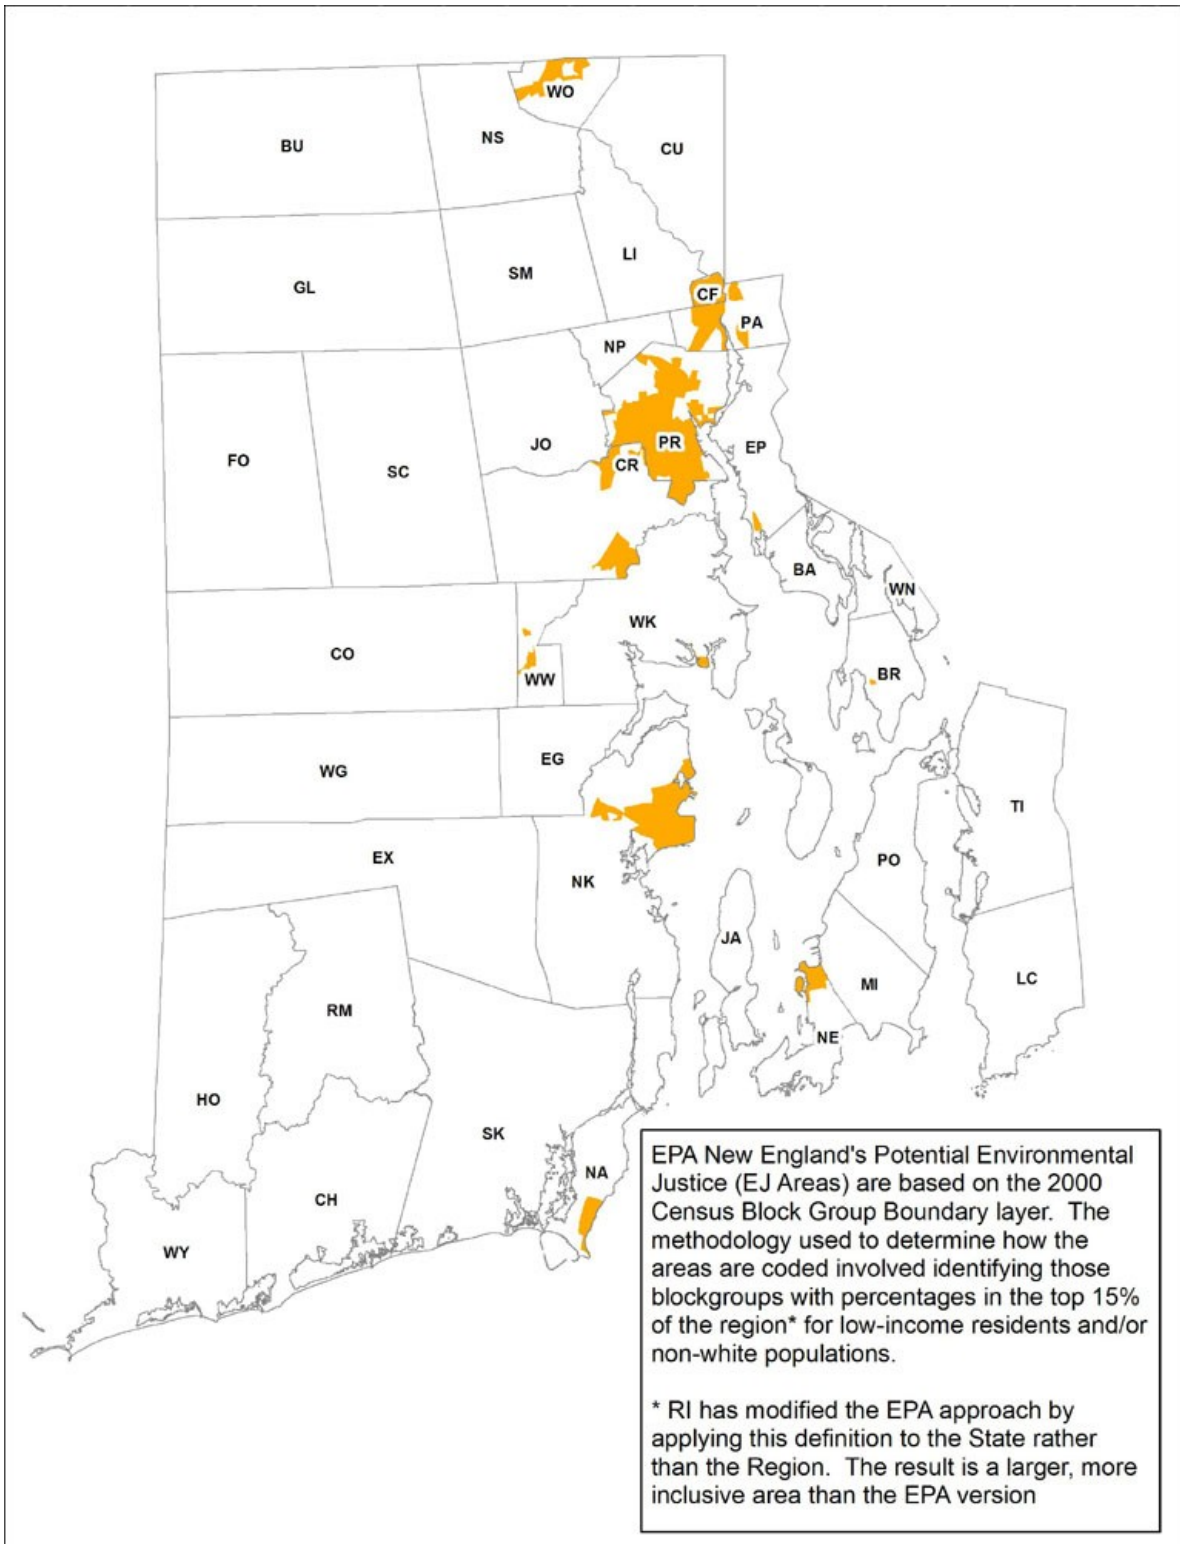 WO
BU
NS
CU
LI
GL
SM
CF
PA
NP
JO
PR
EP
FO
SC
CR
BA
WN
WK
CO
WW
BR
EG
WG
TI
EX
PO
NK
JA
MI
LC
RM
NE
HO
SK
NA
CH
WY
EPA New England's Potential Environmental
Justice (EJ Areas) are based on the 2000
Census Block Group Boundary layer. The
methodology used to determine how the
areas are coded involved identifying those
blockgroups with percentages in the top 15%
of the region* for low-income residents and/or
non-white populations.
* RI has modified the EPA approach by
applying this definition to the State rather
than the Region. The result is a larger, more
inclusive area than the EPA version